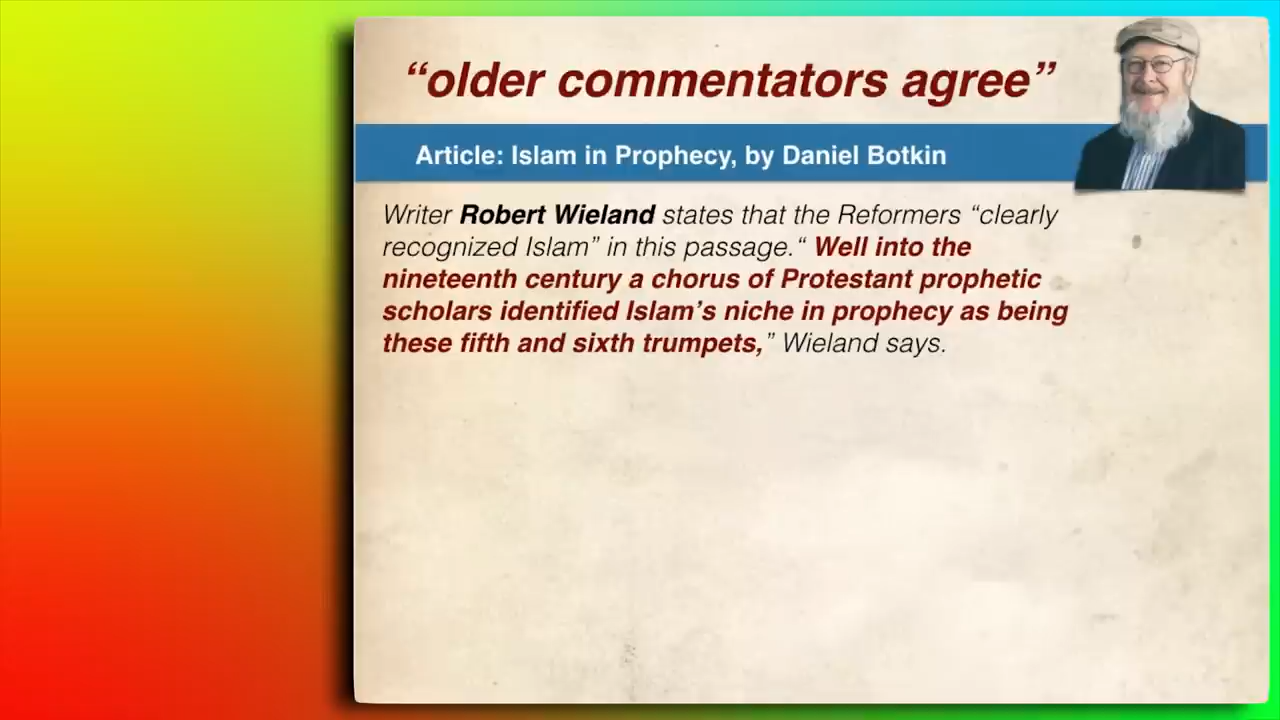 “older commentators agree”
Article: Islam in Prophecy, by Daniel Botkin
Writer Robert Wieland states that the Reformers “clearly
recognized Islam” in this passage.“ Well into the
nineteenth century a chorus of Protestant prophetic
scholars identified Islam’s niche in prophecy as being
these fifth and sixth trumpets,” Wieland says.